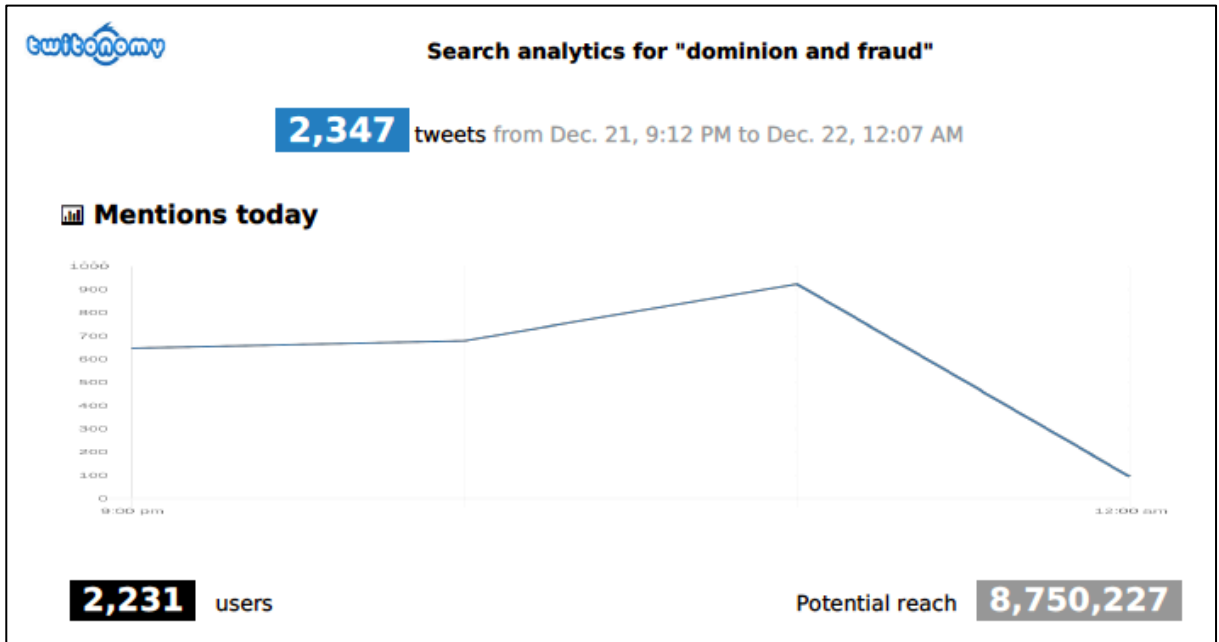 twitonomy
Search analytics for "dominion and fraud"
2,347 tweets from Dec. 21, 9:12 PM to Dec. 22, 12:07 AM
Mentions today
1000
900
800
700
600
500
400
300
200
100
0
9:00 pm 12:00 am
2,231 users Potential reach 8,750,227